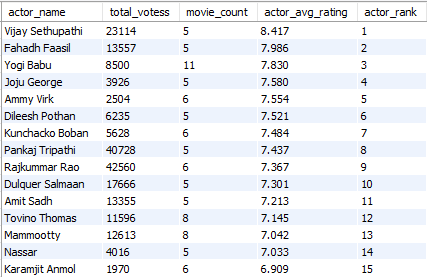 actor_name total_votess movie_count actor_avg_rating actor_rank
Vijay Sethupathi 23114 5 8.417 1
Fahadh Faasil 13557 5 7.986 2
Yogi Babu 8500 11 7.830 3
Joju George 3926 5 7.580 4
Ammy Virk 2504 6 7.554 5
Dileesh Pothan 6235 5 7.521 6
Kunchacko Boban 5628 6 7.484 7
Pankaj Tripathi 40728 5 7.437 8
Rajkummar Rao 42560 6 7.367 9
Dulquer Salmaan 17666 5 7.301 10
Amit Sadh 13355 5 7.213 11
Tovino Thomas 11596 8 7.145 12
Mammootty 12613 8 7.042 13
Nassar 4016 5 7.033 14
Karamjit Anmol 1970 6 6.909 15